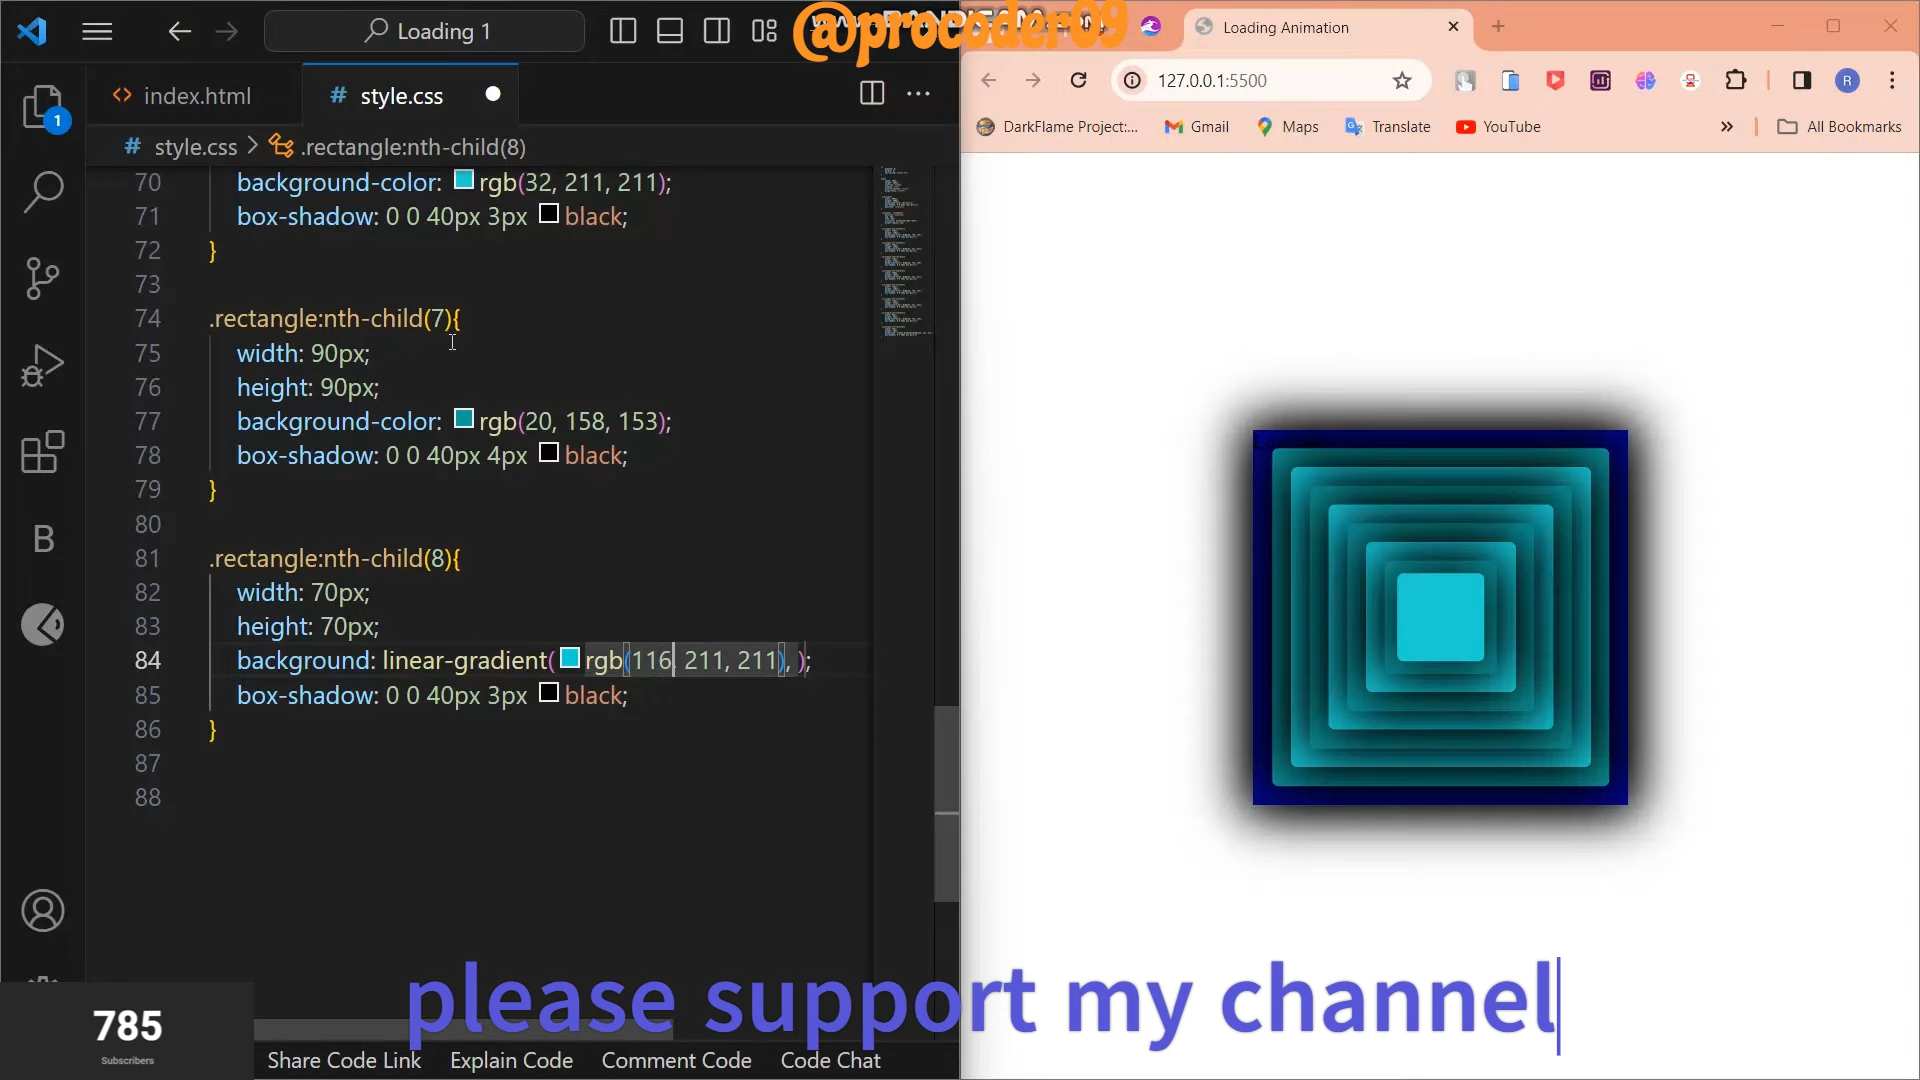 Loading 1
@procoder09
index.html
# style.css
# style.css > .rectangle:nth-child(8)
70 background-color: rgb(32, 211, 211);
71 box-shadow: 0 0 40px 3px black;
72 }
73
74 .rectangle:nth-child(7){
75 width: 90px;
76 height: 90px;
77 background-color: rgb(20, 158, 153);
78 box-shadow: 0 0 40px 4px black;
79 }
80
81 .rectangle:nth-child(8){
82 width: 70px;
83 height: 70px;
84 background: linear-gradient( rgb(116, 211, 211), );
85 box-shadow: 0 0 40px 3px black;
86 }
87
88
1
B
785
Subscribers
Share Code Link Explain Code Comment Code Code Chat
Loading Animation
127.0.0.1:5500
R
DarkFlame Project:... Gmail Maps Translate YouTube » All Bookmarks
please support my channel